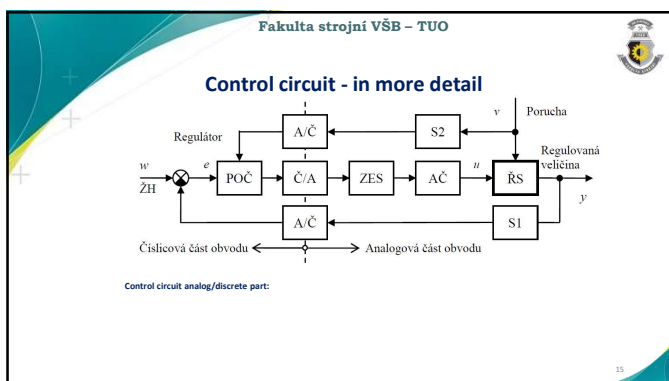 Fakulta strojní VŠB – TUO
Control circuit - in more detail
v
Porucha
Regulátor
A/Č
S2
Regulovaná
veličina
w
e
u
ŽH
POČ
Č/A
ZES
AČ
ŘS
y
A/Č
S1
Číslicová část obvodu
Analogová část obvodu
Control circuit analog/discrete part:
15